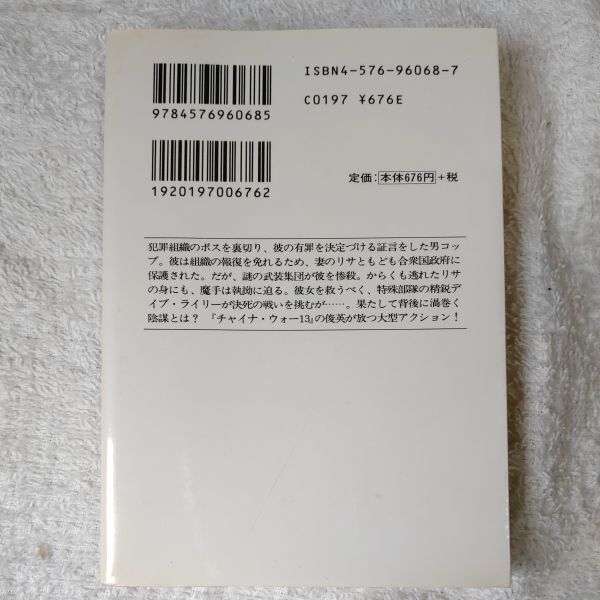 ISBN4-576-96068-7
9784576960685
C0197 ¥676E
1920197006762
定価：本体676円+税
犯罪組織のボスを裏切り、彼の有罪を決定づける証言をした男コッ
プ。彼は組織の報復を免れるため、妻のリサともども合衆国政府に
保護された。だが、謎の武装集団が彼を惨殺。からくも逃れたリサ
の身にも、魔手は執拗に迫る。彼女を救うべく、特殊部隊の精鋭デ
イブ・ライリーが決死の戦いを挑むが……。果たして背後に渦巻く
陰謀とは？『チャイナ・ウォー13』の俊英が放つ大型アクション！